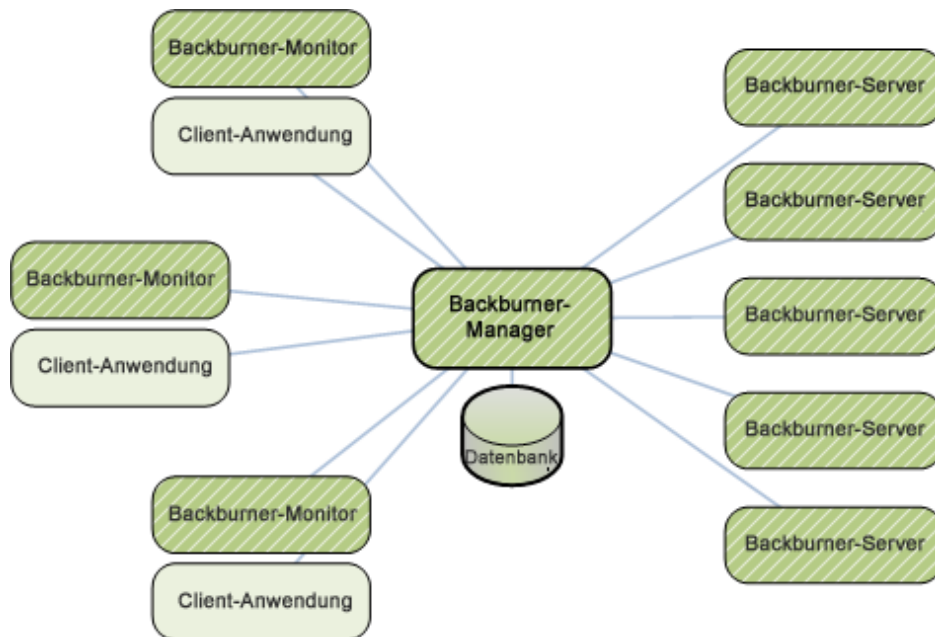 Backburner-Monitor
Client-Anwendung
Backburner-Monitor
Client-Anwendung
Backburner-Monitor
Client-Anwendung
Backburner-
Manager
Datenbank
Backburner-Server
Backburner-Server
Backburner-Server
Backburner-Server
Backburner-Server